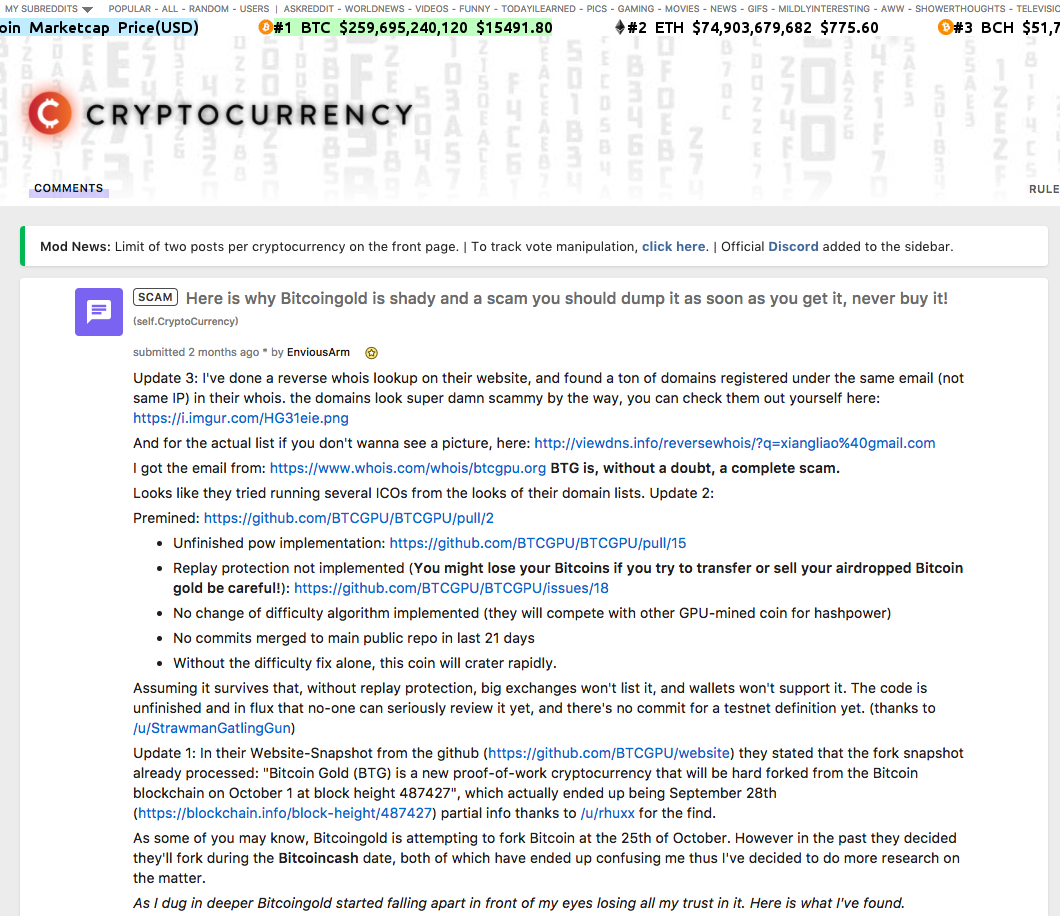 MY SUBREDDITS POPULAR - ALL - RANDOM - USERS | ASKREDDIT - WORLDNEWS - VIDEOS - FUNNY - TODAYILEARNED - PICS - GAMING - MOVIES - NEWS - GIFS - MILDLYINTERESTING - AWW - SHOWERTHOUGHTS - TELEVISIO
oin Marketcap Price(USD) #1 BTC $259,695,240,120 $15491.80 #2 ETH $74,903,679,682 $775.60 #3 BCH $51,7
CRYPTOCURRENCY
COMMENTS RULE
Mod News: Limit of two posts per cryptocurrency on the front page. | To track vote manipulation, click here. | Official Discord added to the sidebar.
SCAM Here is why Bitcoingold is shady and a scam you should dump it as soon as you get it, never buy it!
(self.CryptoCurrency)
submitted 2 months ago * by EnviousArm
Update 3: I've done a reverse whois lookup on their website, and found a ton of domains registered under the same email (not
same IP) in their whois. the domains look super damn scammy by the way, you can check them out yourself here:
https://i.imgur.com/HG31eie.png
And for the actual list if you don't wanna see a picture, here: http://viewdns.info/reversewhois/?q=xiangliao%40gmail.com
I got the email from: https://www.whois.com/whois/btcgpu.org BTG is, without a doubt, a complete scam.
Looks like they tried running several ICOs from the looks of their domain lists. Update 2:
Premined: https://github.com/BTCGPU/BTCGPU/pull/2
• Unfinished pow implementation: https://github.com/BTCGPU/BTCGPU/pull/15
• Replay protection not implemented (You might lose your Bitcoins if you try to transfer or sell your airdropped Bitcoin
gold be careful!): https://github.com/BTCGPU/BTCGPU/issues/18
• No change of difficulty algorithm implemented (they will compete with other GPU-mined coin for hashpower)
• No commits merged to main public repo in last 21 days
• Without the difficulty fix alone, this coin will crater rapidly.
Assuming it survives that, without replay protection, big exchanges won't list it, and wallets won't support it. The code is
unfinished and in flux that no-one can seriously review it yet, and there's no commit for a testnet definition yet. (thanks to
/u/StrawmanGatlingGun)
Update 1: In their Website-Snapshot from the github (https://github.com/BTCGPU/website) they stated that the fork snapshot
already processed: "Bitcoin Gold (BTG) is a new proof-of-work cryptocurrency that will be hard forked from the Bitcoin
blockchain on October 1 at block height 487427", which actually ended up being September 28th
(https://blockchain.info/block-height/487427) partial info thanks to /u/rhuxx for the find.
As some of you may know, Bitcoingold is attempting to fork Bitcoin at the 25th of October. However in the past they decided
they'll fork during the Bitcoincash date, both of which have ended up confusing me thus I've decided to do more research on
the matter.
As I dug in deeper Bitcoingold started falling apart in front of my eyes losing all my trust in it. Here is what I've found.